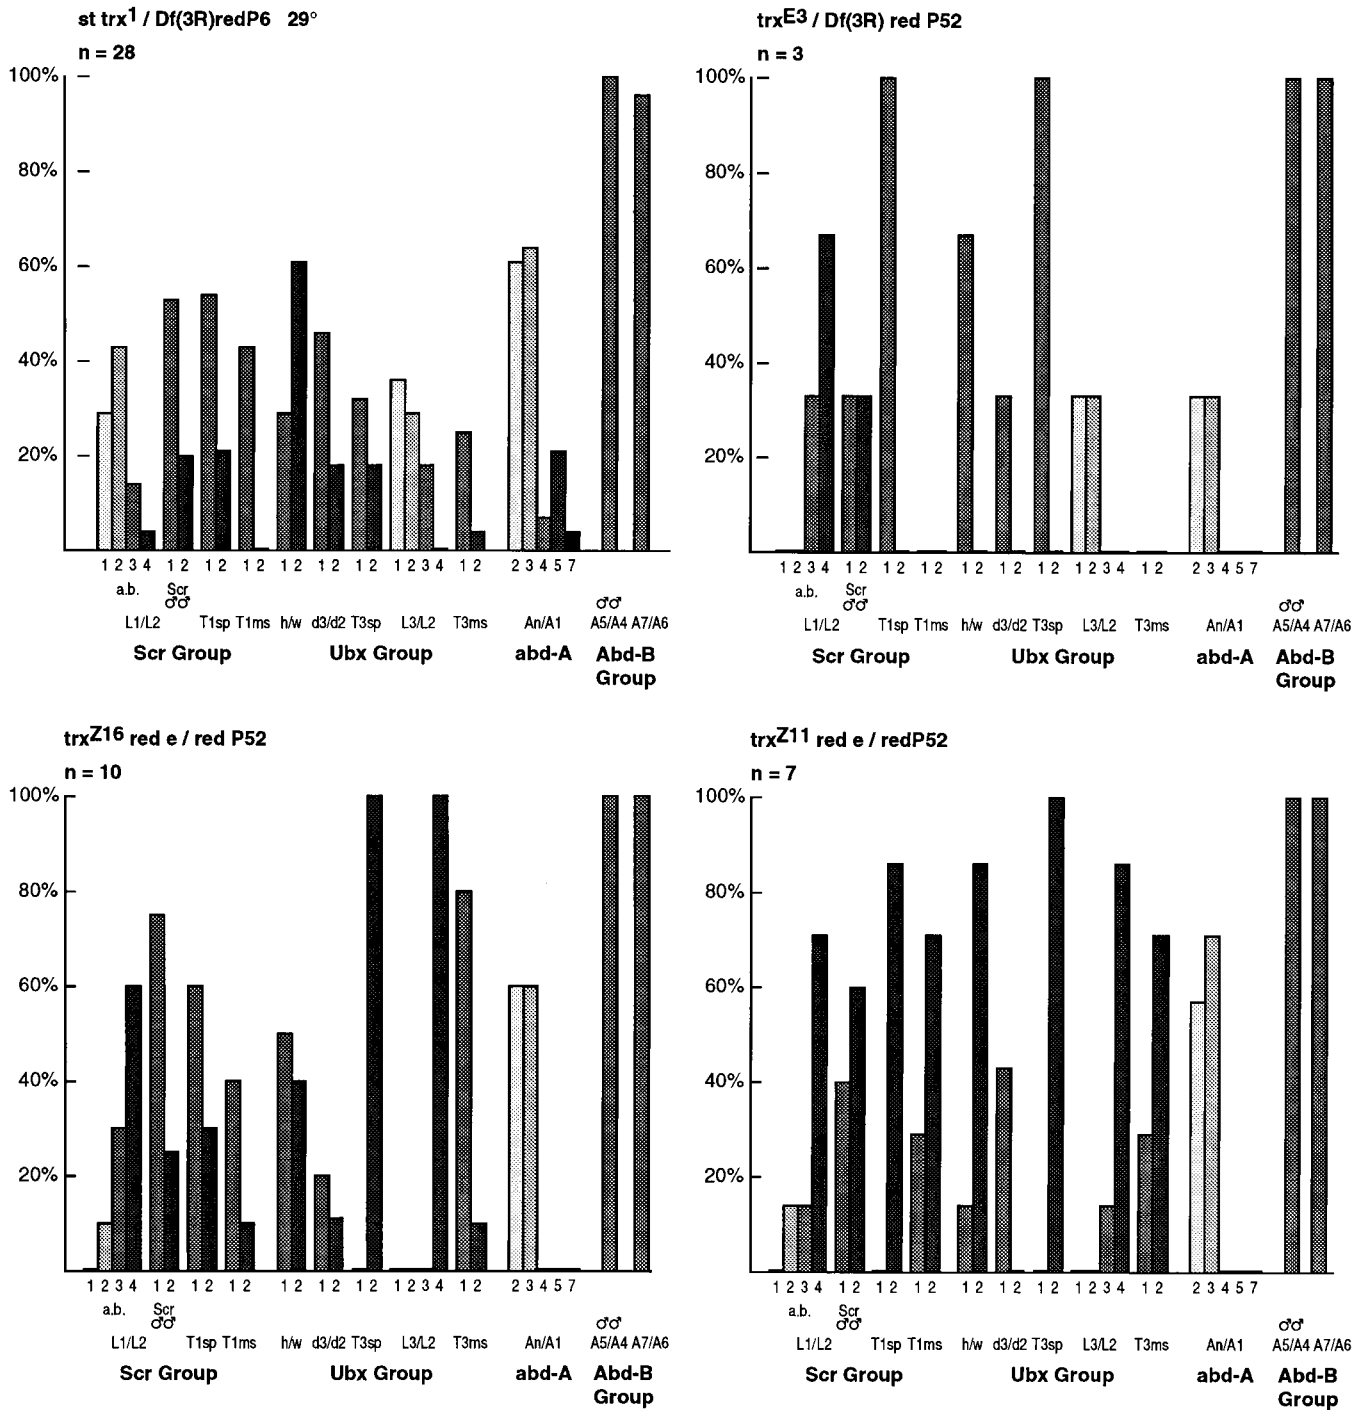 st trx1 / Df(3R)redP6 29°
n = 28
100%
80%
60%
40%
20%
1 2 3 4 1 2 1 2 1 2 1 2 1 2 1 2 1 2 3 4 1 2 2 3 4 5 7
a.b. Scr
♂♂ ♂♂
L1/L2 T1sp T1ms h/w d3/d2 T3sp L3/L2 T3ms An/A1 A5/A4 A7/A6
Scr Group Ubx Group abd-A Abd-B
Group
trxE3 / Df(3R) red P52
n = 3
100%
80%
60%
40%
20%
1 2 3 4 1 2 1 2 1 2 1 2 1 2 1 2 1 2 3 4 1 2 2 3 4 5 7
a.b. Scr
♂♂ ♂♂
L1/L2 T1sp T1ms h/w d3/d2 T3sp L3/L2 T3ms An/A1 A5/A4 A7/A6
Scr Group Ubx Group abd-A Abd-B
Group
trxZ16 red e / red P52
n = 10
100%
80%
60%
40%
20%
1 2 3 4 1 2 1 2 1 2 1 2 1 2 1 2 1 2 3 4 1 2 2 3 4 5 7
a.b. Scr
♂♂ ♂♂
L1/L2 T1sp T1ms h/w d3/d2 T3sp L3/L2 T3ms An/A1 A5/A4 A7/A6
Scr Group Ubx Group abd-A Abd-B
Group
trxZ11 red e / redP52
n = 7
100%
80%
60%
40%
20%
1 2 3 4 1 2 1 2 1 2 1 2 1 2 1 2 1 2 3 4 1 2 2 3 4 5 7
a.b. Scr
♂♂ ♂♂
L1/L2 T1sp T1ms h/w d3/d2 T3sp L3/L2 T3ms An/A1 A5/A4 A7/A6
Scr Group Ubx Group abd-A Abd-B
Group